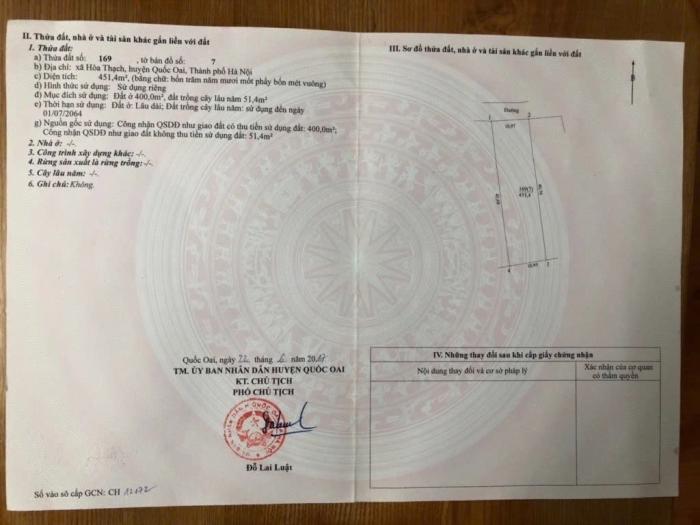 II. Thửa đất, nhà ở và tài sản khác gắn liền với đất
1. Thửa đất:
a) Thửa đất số: 169 , tờ bản đồ số: 7
b) Địa chỉ: xã Hòa Thạch, huyện Quốc Oai, Thành phố Hà Nội
c) Diện tích: 451,4m², (bằng chữ: bốn trăm năm mươi mốt phẩy bốn mét vuông)
d) Hình thức sử dụng: Sử dụng riêng
đ) Mục đích sử dụng: Đất ở 400,0m², đất trồng cây lâu năm 51,4m²
e) Thời hạn sử dụng: Đất ở: Lâu dài; Đất trồng cây lâu năm: sử dụng đến ngày
01/07/2064
g) Nguồn gốc sử dụng: Công nhận QSDĐ như giao đất có thu tiền sử dụng đất: 400,0m²;
Công nhận QSDĐ như giao đất không thu tiền sử dụng đất: 51,4m²
2. Nhà ở: -/-
3. Công trình xây dựng khác: -/-
4. Rừng sản xuất là rừng trồng: -/-
5. Cây lâu năm: -/-
6. Ghi chú: Không.
Quốc Oai, ngày 22 tháng 6 năm 20
TM. ỦY BAN NHÂN DÂN HUYỆN QUỐC OAI
KT. CHỦ TỊCH
PHÓ CHỦ TỊCH
Đỗ Lai Luật
Số vào sổ cấp GCN: CH
III. Sơ đồ thửa đất, nhà ở và tài sản khác gắn liền với đất
B
Đường
1 2
169(7)
451,4
4 3
IV. Những thay đổi sau khi cấp giấy chứng nhận
Nội dung thay đổi và cơ sở pháp lý
Xác nhận của cơ quan
có thẩm quyền